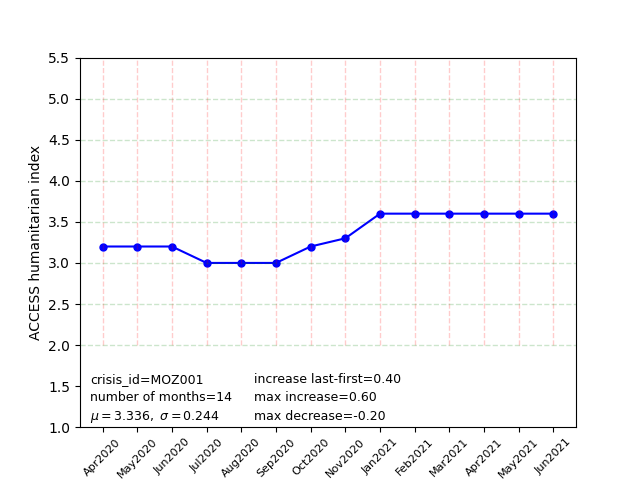 5.5
5.0
4.5
4.0
3.5
3.0
2.5
2.0
1.5
1.0
ACCESS humanitarian index
crisis_id=MOZ001
number of months=14
μ=3.336, σ=0.244
increase last-first=0.40
max increase=0.60
max decrease=-0.20
Apr2020
May2020
Jun2020
Jul2020
Aug2020
Sep2020
Oct2020
Nov2020
Jan2021
Feb2021
Mar2021
Apr2021
May2021
Jun2021